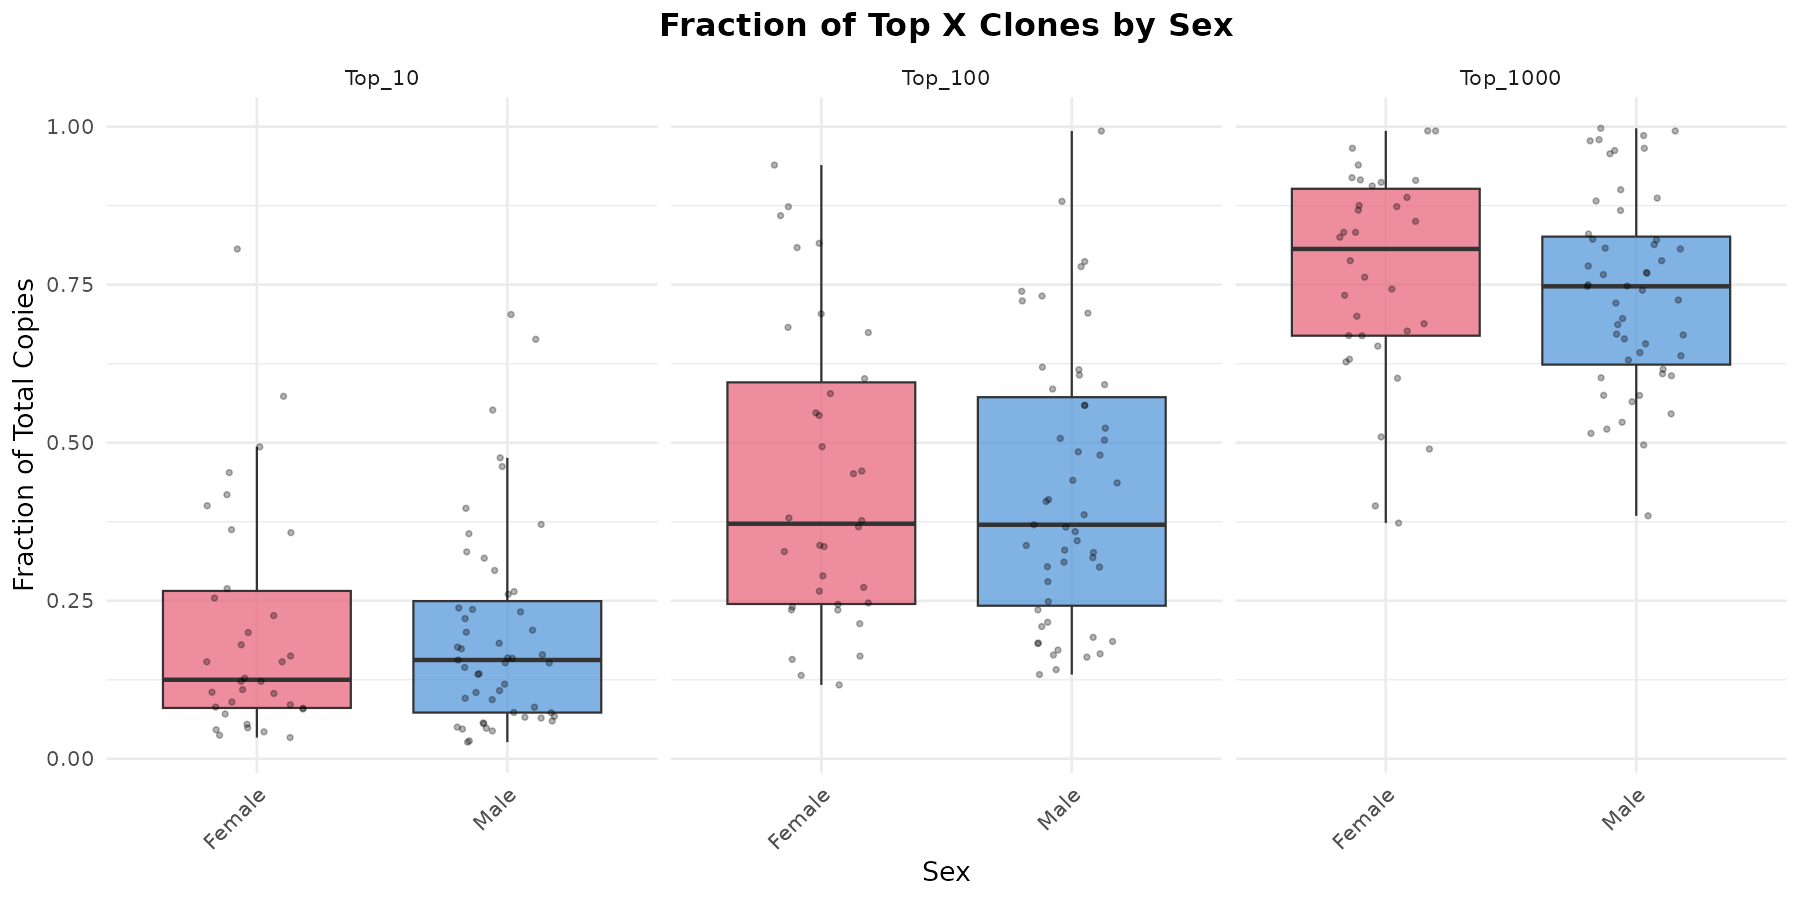 Fraction of Top X Clones by Sex
Top_10
Top_100
Top_1000
Fraction of Total Copies
1.00
0.75
0.50
0.25
0.00
Female
Male
Female
Male
Female
Male
Sex